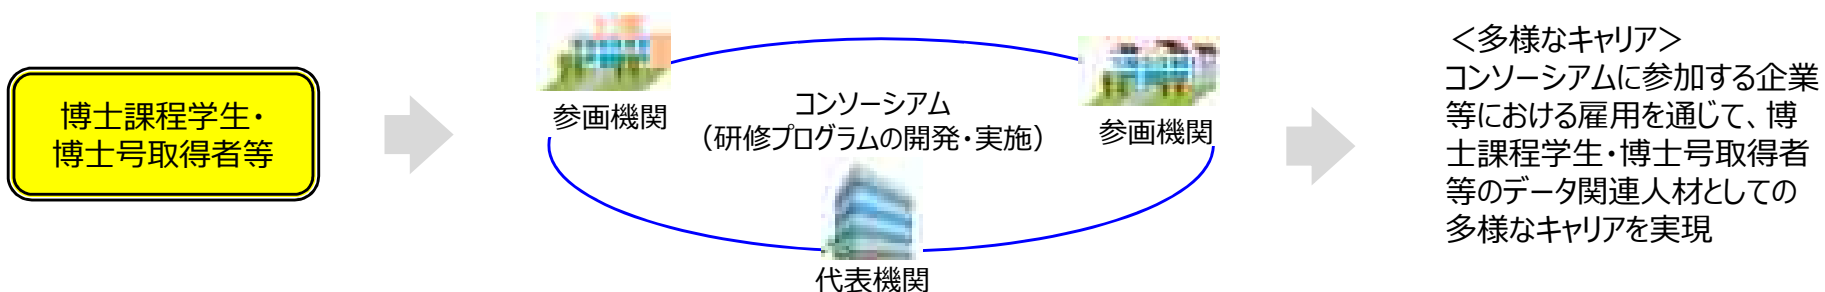 博士課程学生・
博士号取得者等
参画機関
コンソーシアム
(研修プログラムの開発・実施)
参画機関
代表機関
＜多様なキャリア＞
コンソーシアムに参加する企業
等における雇用を通じて、博
士課程学生・博士号取得者
等のデータ関連人材としての
多様なキャリアを実現